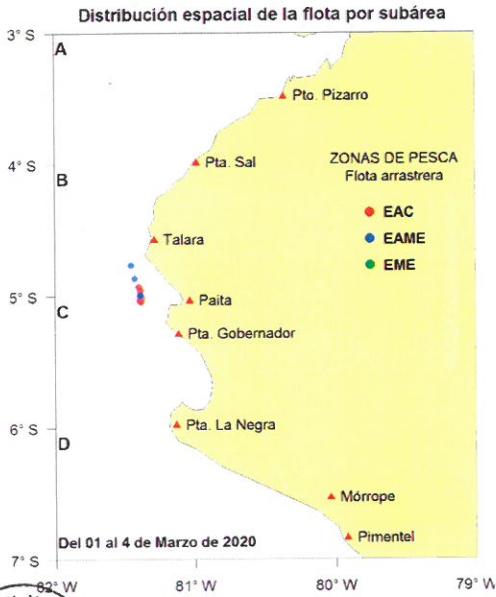 Distribución espacial de la flota por subárea
3° S
A
Pto. Pizarro
4° S
Pta. Sal
B
ZONAS DE PESCA
Flota arrastrera
EAC
EAME
EME
Talara
5° S
C
Paita
Pta. Gobernador
6° S
D
Pta. La Negra
Mórrope
Pimentel
Del 01 al 4 de Marzo de 2020
7° S
82° W
81° W
80° W
79° W